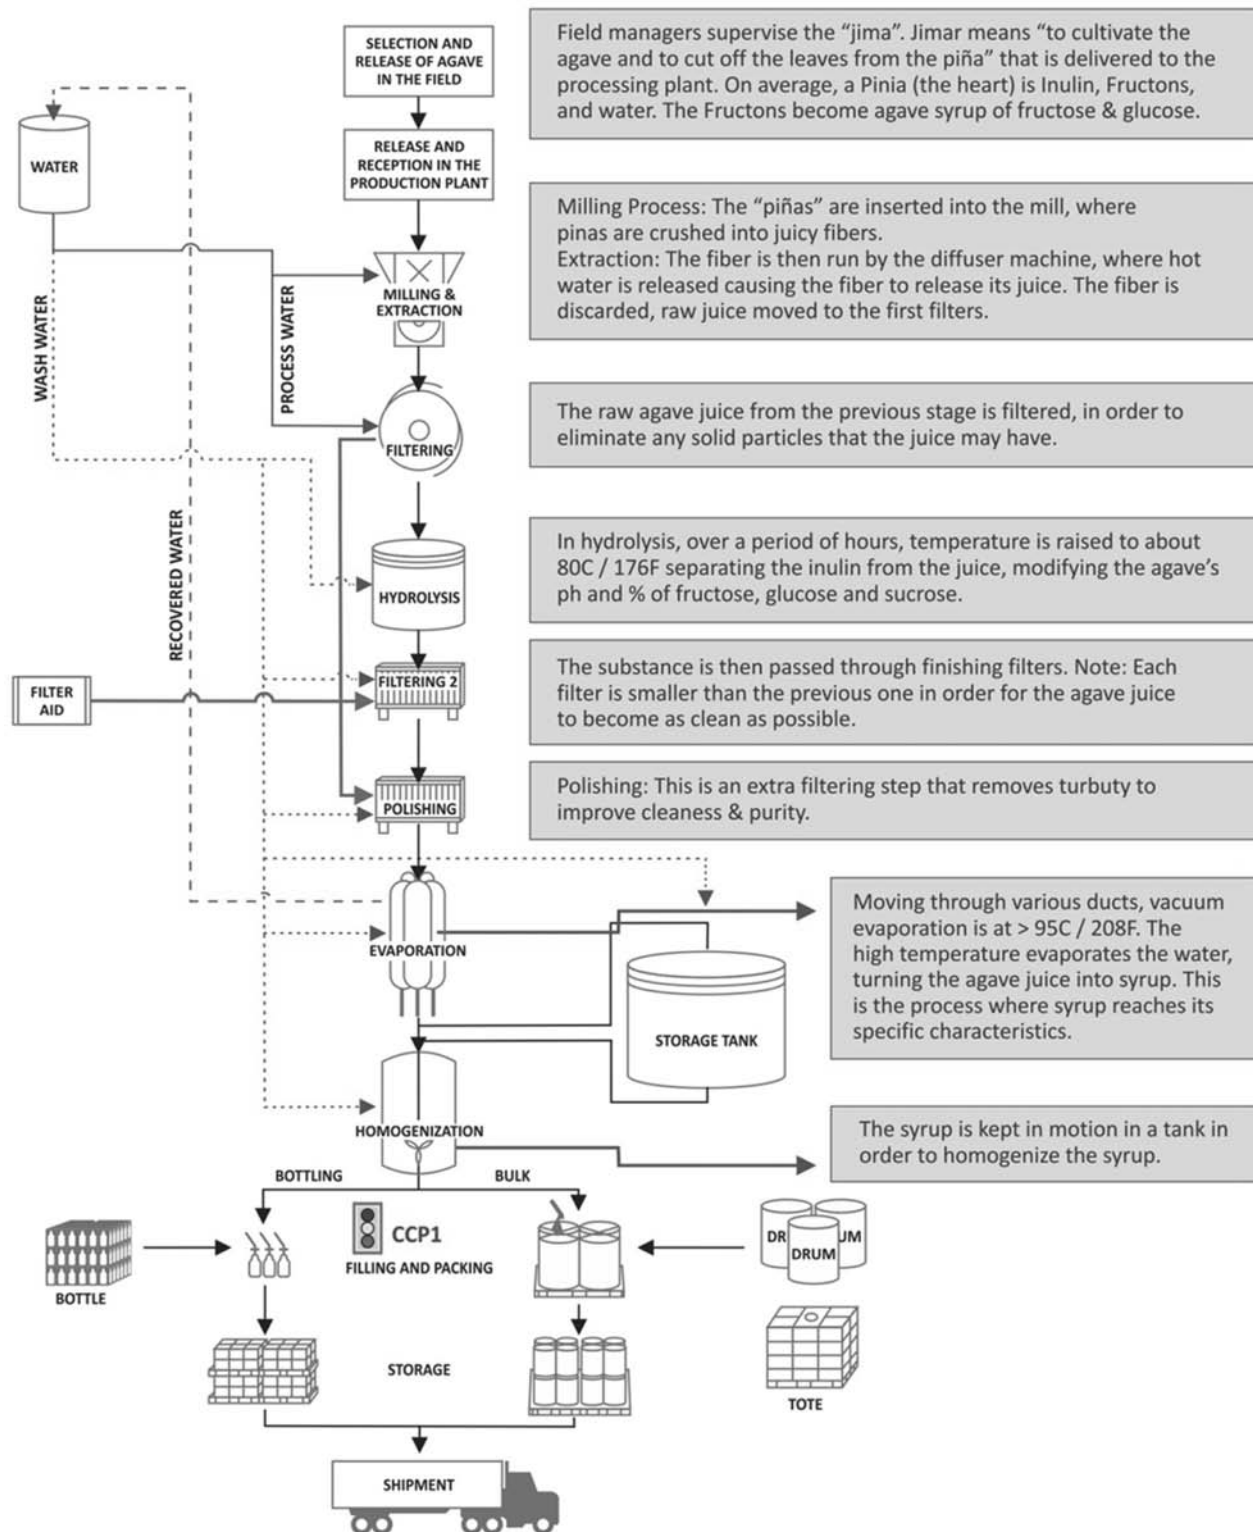 SELECTION AND
RELEASE OF AGAVE
IN THE FIELD
Field managers supervise the “jima”. Jimar means “to cultivate the
agave and to cut off the leaves from the piña” that is delivered to the
processing plant. On average, a Pinia (the heart) is Inulin, Fructons,
and water. The Fructons become agave syrup of fructose & glucose.
WATER
RELEASE AND
RECEPTION IN THE
PRODUCTION PLANT
Milling Process: The “piñas” are inserted into the mill, where
pinas are crushed into juicy fibers.
Extraction: The fiber is then run by the diffuser machine, where hot
water is released causing the fiber to release its juice. The fiber is
discarded, raw juice moved to the first filters.
MILLING &
EXTRACTION
WASH WATER
PROCESS WATER
RECOVERED WATER
FILTERING
The raw agave juice from the previous stage is filtered, in order to
eliminate any solid particles that the juice may have.
HYDROLYSIS
In hydrolysis, over a period of hours, temperature is raised to about
80C / 176F separating the inulin from the juice, modifying the agave’s
ph and % of fructose, glucose and sucrose.
FILTER
AID
FILTERING 2
The substance is then passed through finishing filters. Note: Each
filter is smaller than the previous one in order for the agave juice
to become as clean as possible.
POLISHING
Polishing: This is an extra filtering step that removes turbuty to
improve cleaness & purity.
EVAPORATION
Moving through various ducts, vacuum
evaporation is at > 95C / 208F. The
high temperature evaporates the water,
turning the agave juice into syrup. This
is the process where syrup reaches its
specific characteristics.
STORAGE TANK
HOMOGENIZATION
The syrup is kept in motion in a tank in
order to homogenize the syrup.
BOTTLING
BULK
CCP1
FILLING AND PACKING
BOTTLE
DR
UM
DRUM
STORAGE
TOTE
SHIPMENT